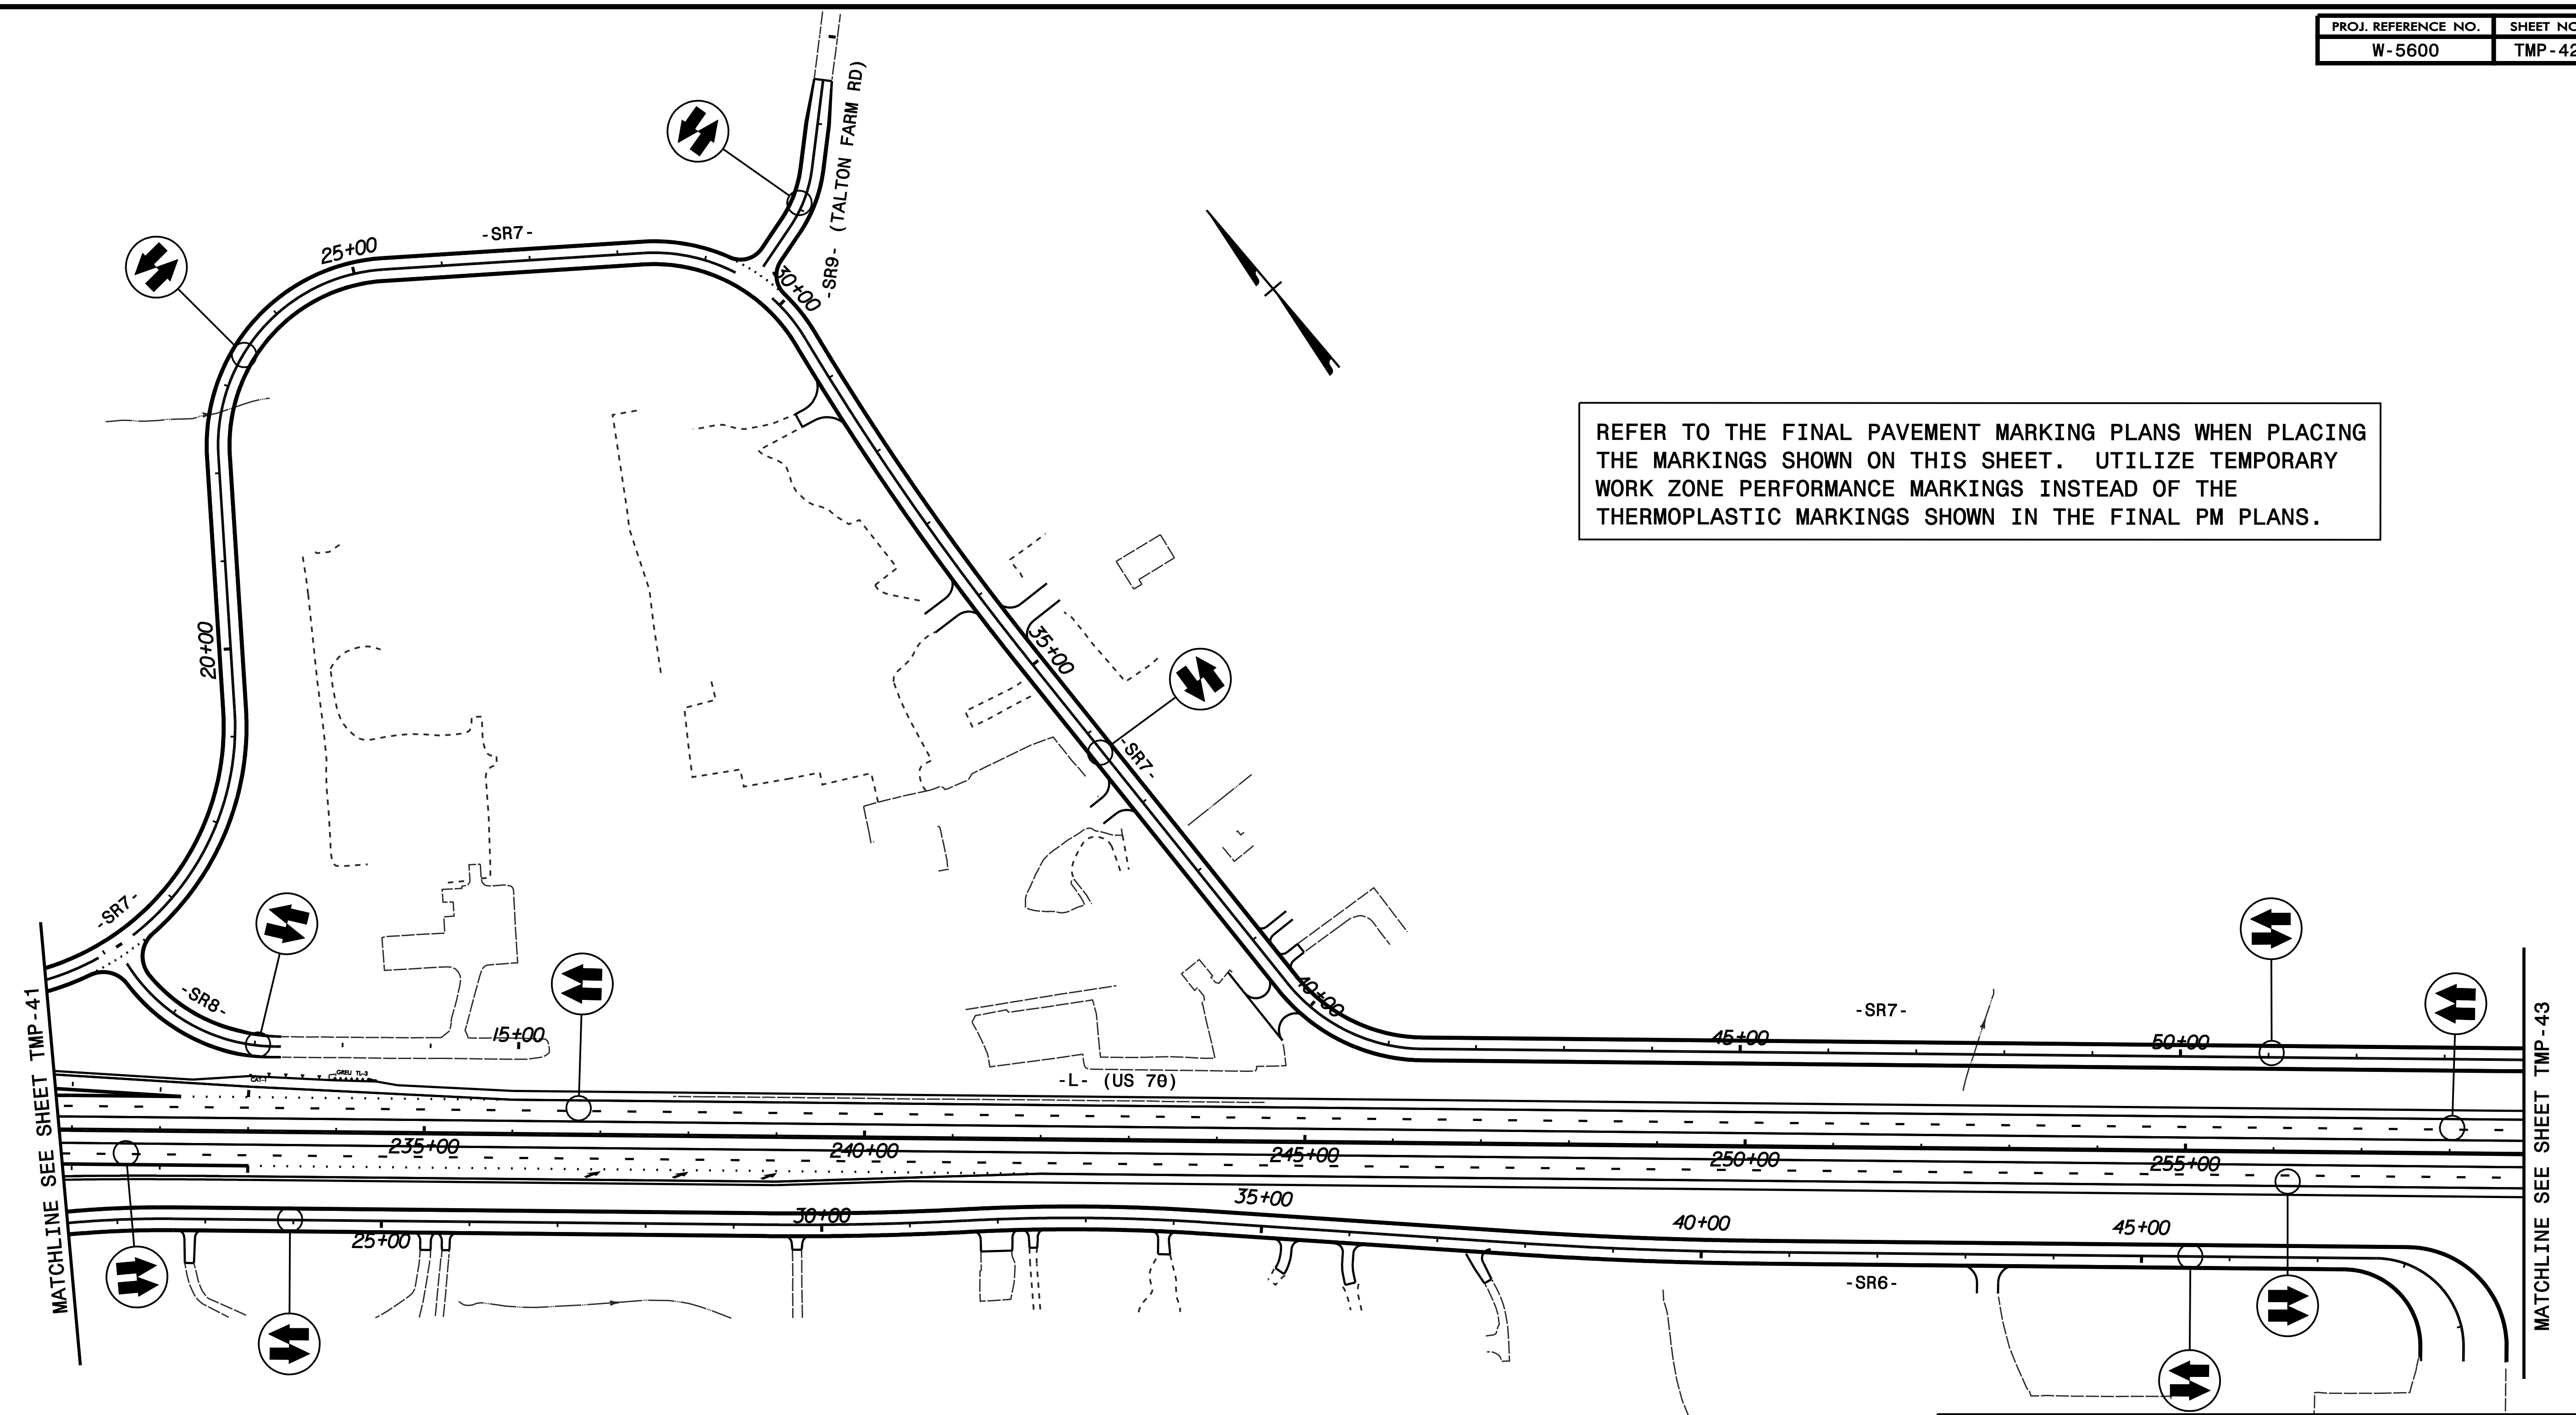 PROJ. REFERENCE NO.
SHEET NO
W-5600
TMP-42
-SR9- (TALTON FARM RD)
-SR7-
25+00
30+00
REFER TO THE FINAL PAVEMENT MARKING PLANS WHEN PLACING
THE MARKINGS SHOWN ON THIS SHEET. UTILIZE TEMPORARY
WORK ZONE PERFORMANCE MARKINGS INSTEAD OF THE
THERMOPLASTIC MARKINGS SHOWN IN THE FINAL PM PLANS.
20+00
35+00
-SR7-
-SR7-
-SR8-
15+00
40+00
-SR7-
45+00
50+00
MATCHLINE SEE SHEET TMP-41
MATCHLINE SEE SHEET TMP-43
CAT-1
GREU TL-3
-L- (US 70)
235+00
240+00
245+00
250+00
255+00
25+00
30+00
35+00
40+00
45+00
-SR6-